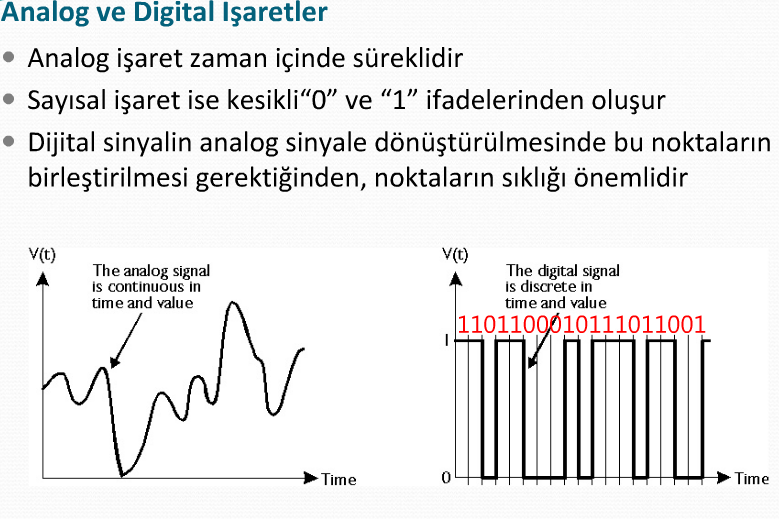 Analog ve Digital Işaretler
Analog işaret zaman içinde süreklidir
Sayısal işaret ise kesikli“0” ve “1” ifadelerinden oluşur
Dijital sinyalin analog sinyale dönüştürülmesinde bu noktaların
birleştirilmesi gerektiğinden, noktaların sıklığı önemlidir
V(t)
The analog signal
is continuous in
time and value
Time
V(t)
The digital signal
is discrete in
time and value
1101100010111011001
1
0
Time